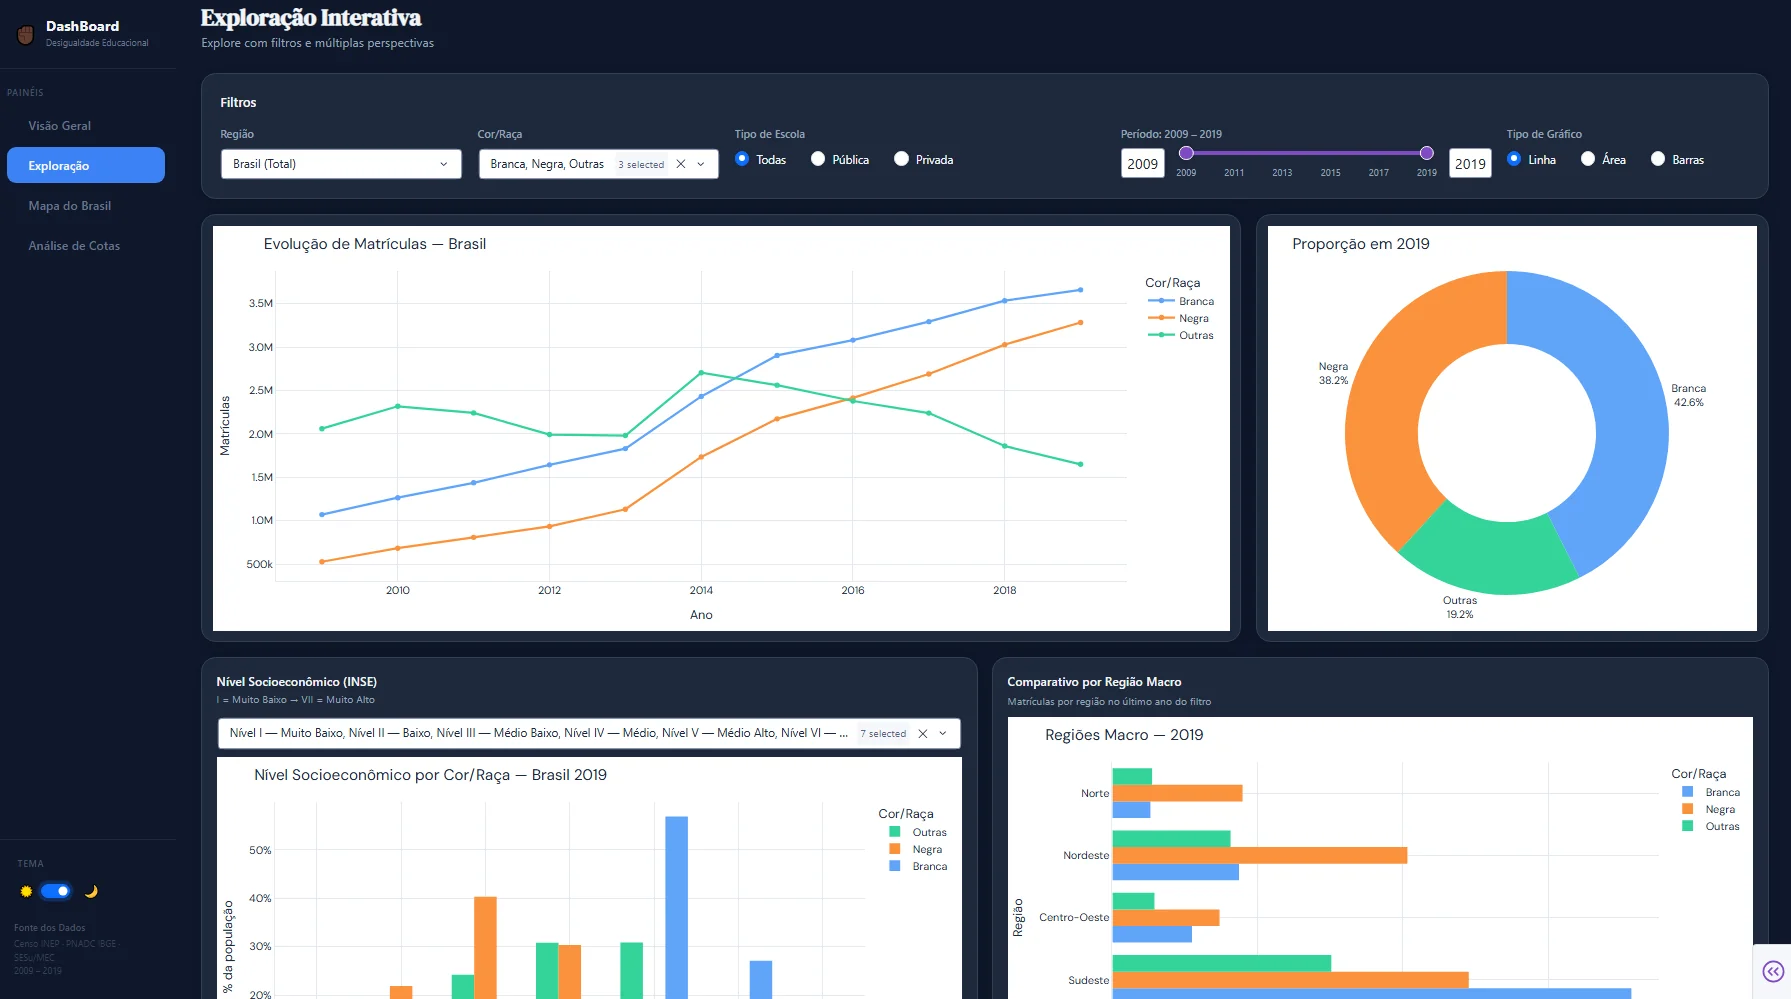 DashBoard
Desigualdade Educacional
PAINÉIS
Visão Geral
Exploração
Mapa do Brasil
Análise de Cotas
TEMA
Fonte dos Dados
Censo INEP · PNADC IBGE ·
SESu/MEC
2009 – 2019
Exploração Interativa
Explore com filtros e múltiplas perspectivas
Filtros
Região
Brasil (Total)
Cor/Raça
Branca, Negra, Outras 3 selected
Tipo de Escola
Todas Pública Privada
Período: 2009 – 2019
2009 2019
2009 2011 2013 2015 2017 2019
Tipo de Gráfico
Linha Área Barras
Evolução de Matrículas — Brasil
Matrículas
3.5M
3.0M
2.5M
2.0M
1.5M
1.0M
500k
2010 2012 2014 2016 2018
Ano
Cor/Raça
Branca
Negra
Outras
Proporção em 2019
Negra
38.2%
Branca
42.6%
Outras
19.2%
Nível Socioeconômico (INSE)
I = Muito Baixo → VII = Muito Alto
Nível I — Muito Baixo, Nível II — Baixo, Nível III — Médio Baixo, Nível IV — Médio, Nível V — Médio Alto, Nível VI — ... 7 selected
Nível Socioeconômico por Cor/Raça — Brasil 2019
% da população
50%
40%
30%
20%
Cor/Raça
Outras
Negra
Branca
Comparativo por Região Macro
Matrículas por região no último ano do filtro
Regiões Macro — 2019
Região
Norte
Nordeste
Centro-Oeste
Sudeste
Cor/Raça
Branca
Negra
Outras